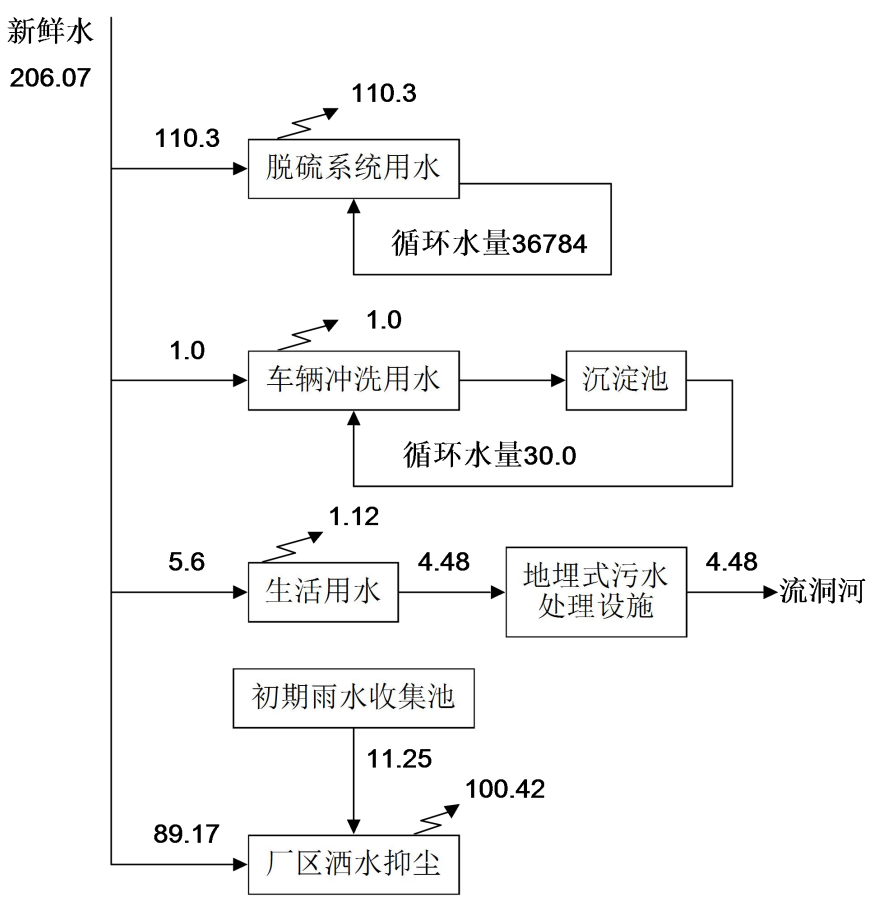 新鲜水
206.07
110.3
110.3
脱硫系统用水
循环水量36784
1.0
1.0
车辆冲洗用水
沉淀池
循环水量30.0
1.12
5.6
4.48
4.48
生活用水
地埋式污水
处理设施
流洞河
初期雨水收集池
11.25
100.42
89.17
厂区洒水抑尘